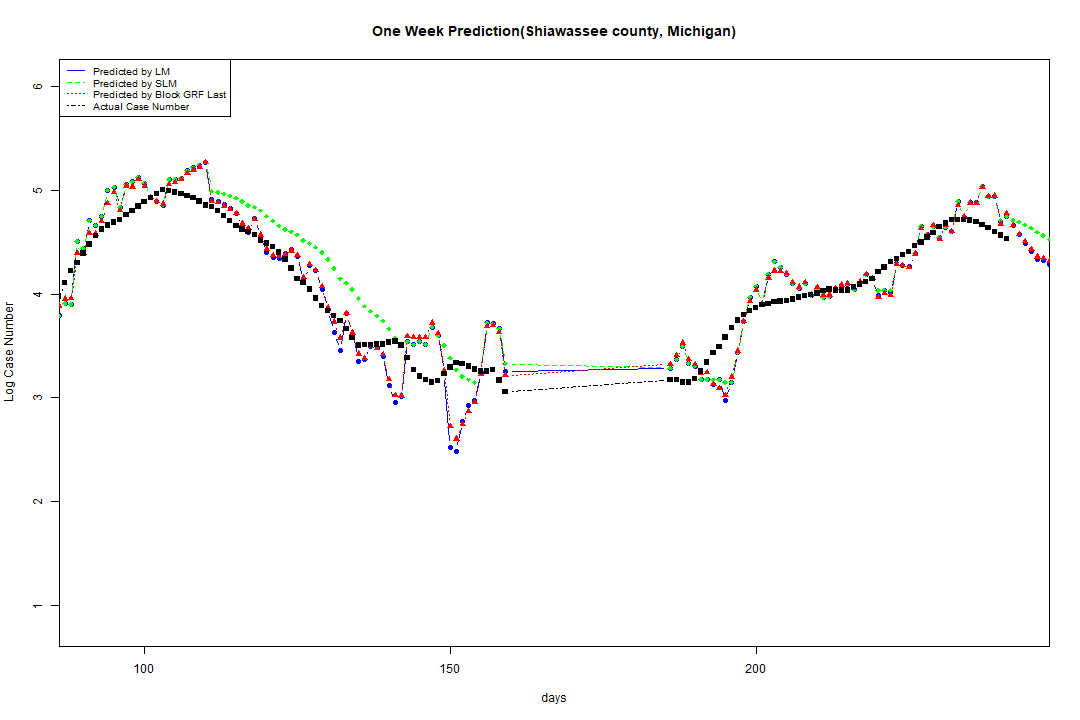 One Week Prediction(Shiawassee county, Michigan)
Predicted by LM
Predicted by SLM
Predicted by Block GRF Last
Actual Case Number
6
5
4
3
2
1
Log Case Number
100 150 200
days